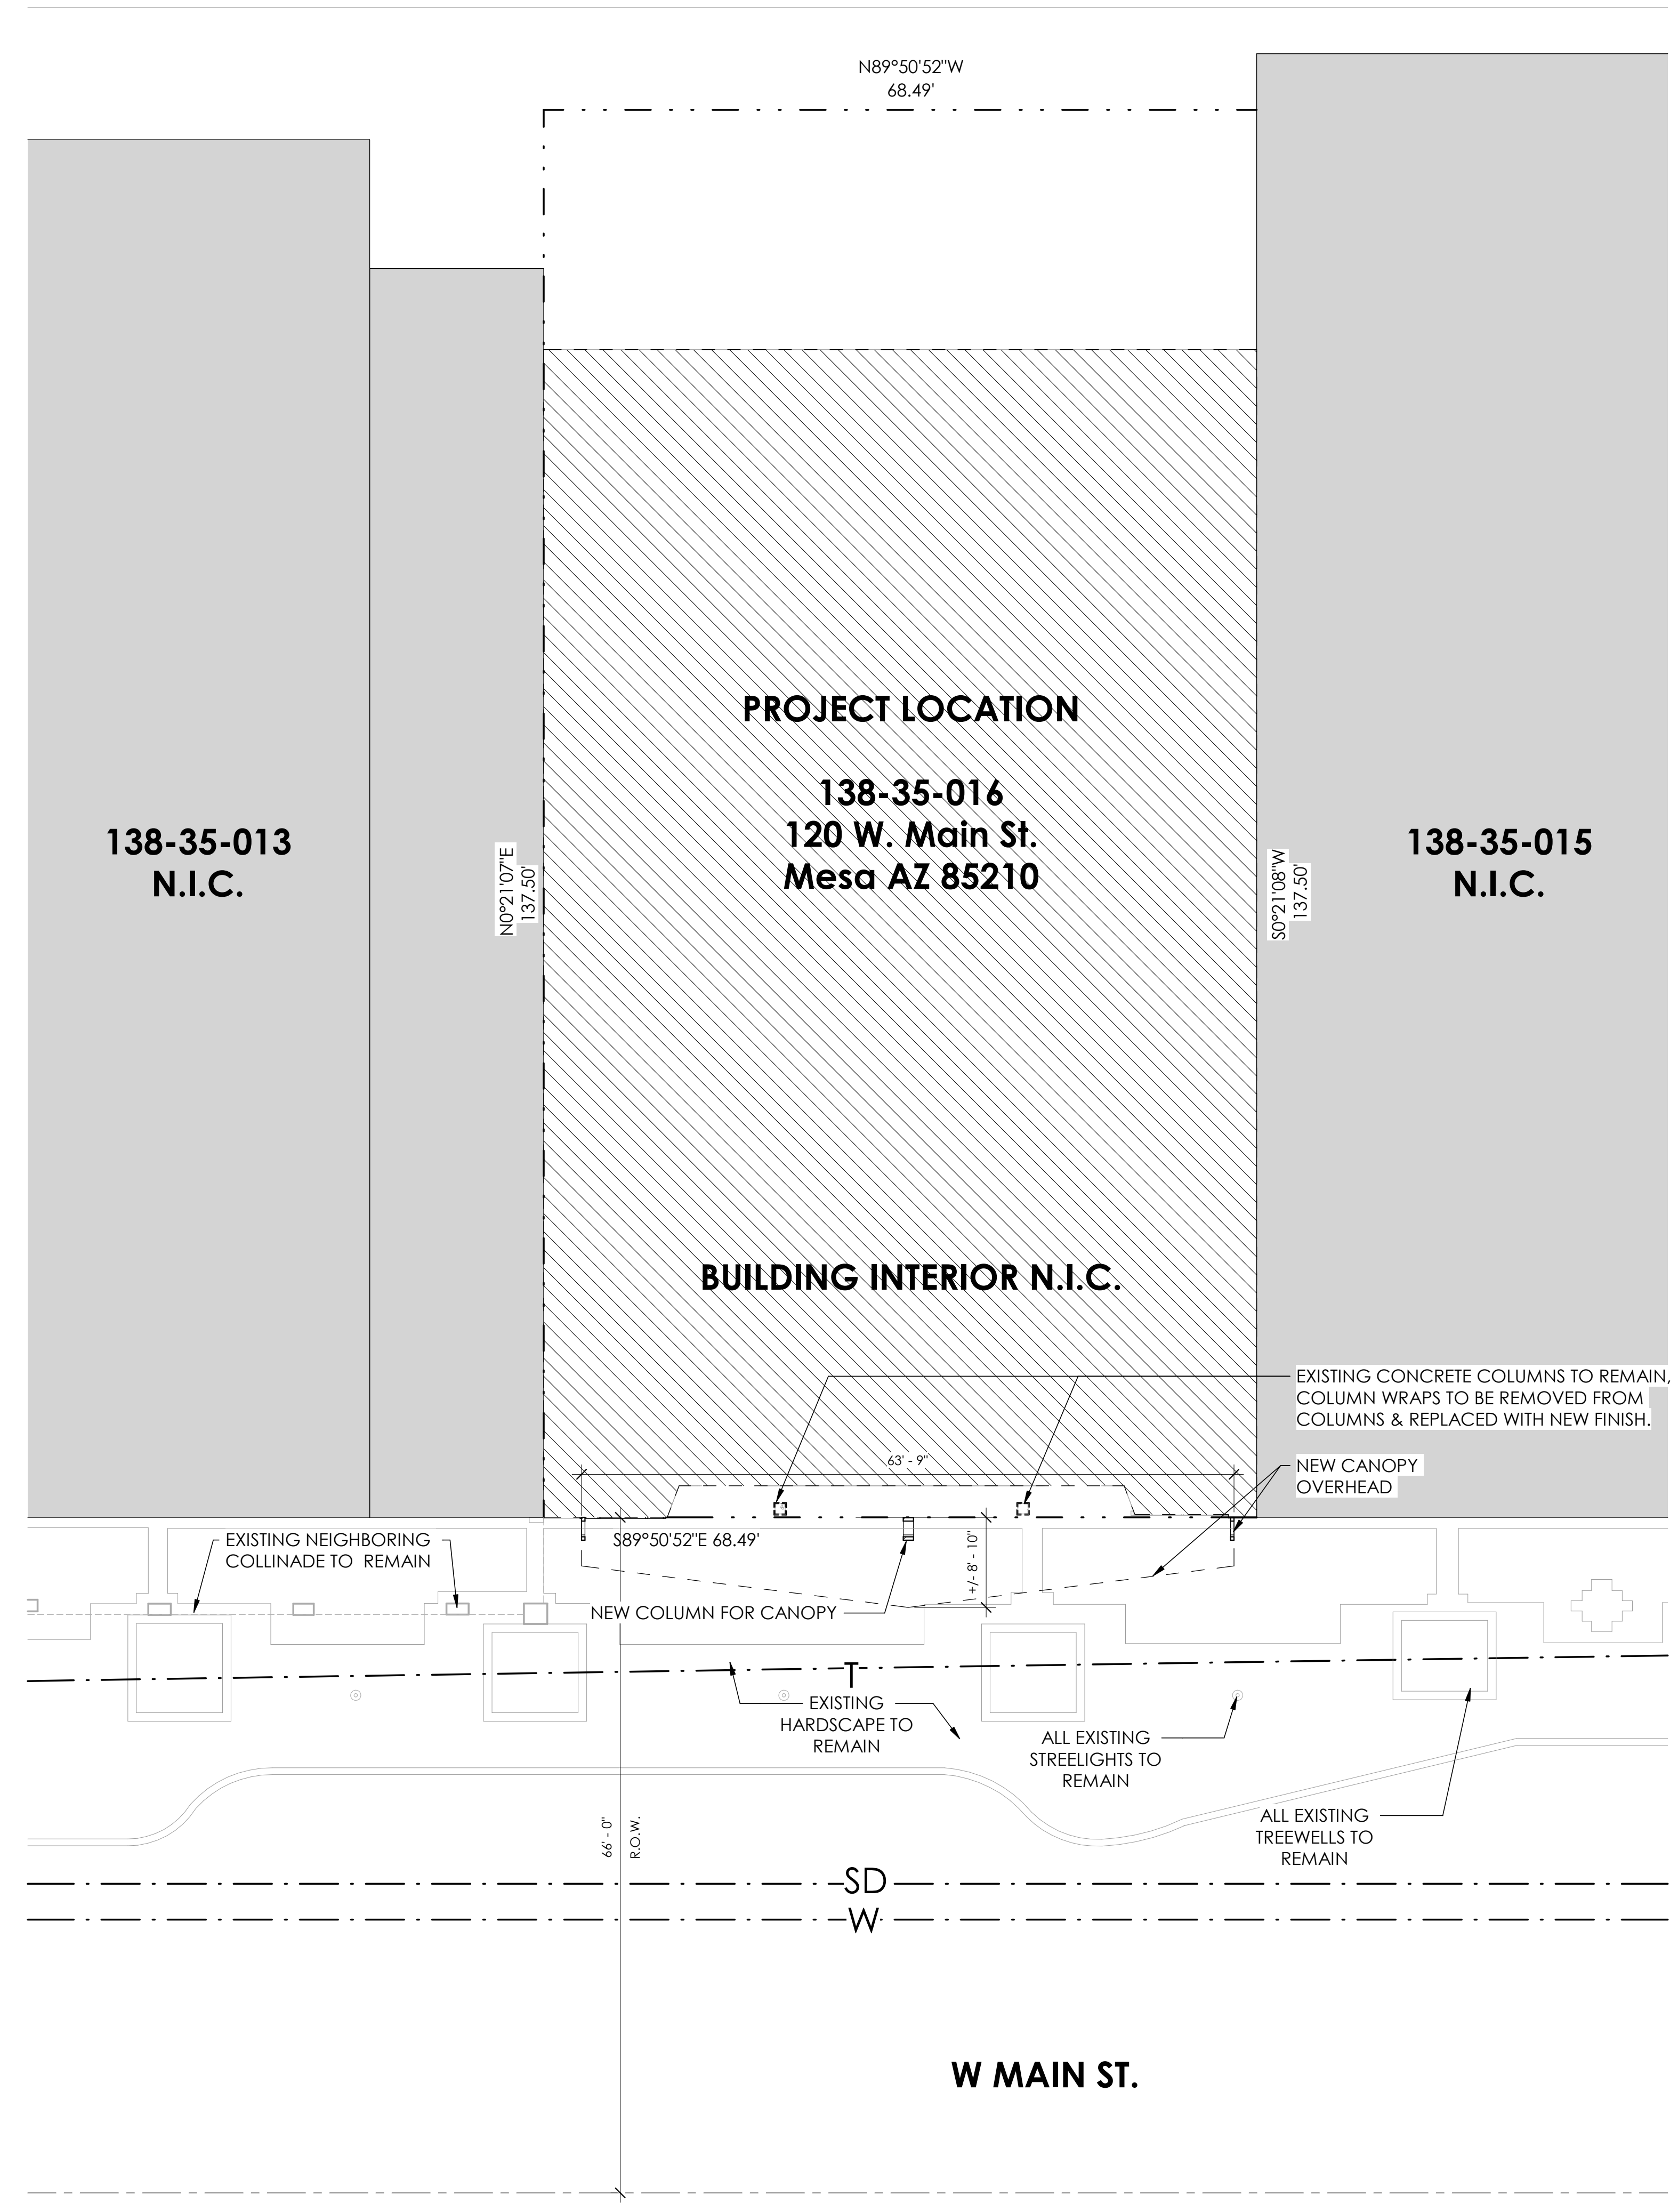 N89°50'52"W
68.49'
PROJECT LOCATION
138-35-016
120 W. Main St.
Mesa AZ 85210
138-35-013
N.I.C.
N0°21'07"E
137.50'
S0°21'08"W
137.50'
138-35-015
N.I.C.
BUILDING INTERIOR N.I.C.
EXISTING CONCRETE COLUMNS TO REMAIN,
COLUMN WRAPS TO BE REMOVED FROM
COLUMNS & REPLACED WITH NEW FINISH.
63' - 9"
NEW CANOPY
OVERHEAD
EXISTING NEIGHBORING
COLLINADE TO REMAIN
S89°50'52"E 68.49'
+/- 8' - 10"
NEW COLUMN FOR CANOPY
T
EXISTING
HARDSCAPE TO
REMAIN
ALL EXISTING
STREELIGHTS TO
REMAIN
ALL EXISTING
TREEWELLS TO
REMAIN
66' - 0"
R.O.W.
SD
W
W MAIN ST.